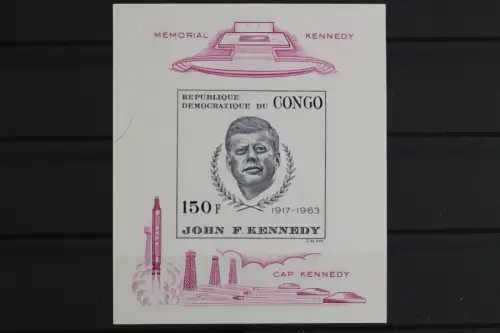 MEMORIAL KENNEDY
REPUBLIQUE
DEMOCRATIQUE DU CONGO
150F
1917-1963
JOHN F KENNEDY
CAP KENNEDY